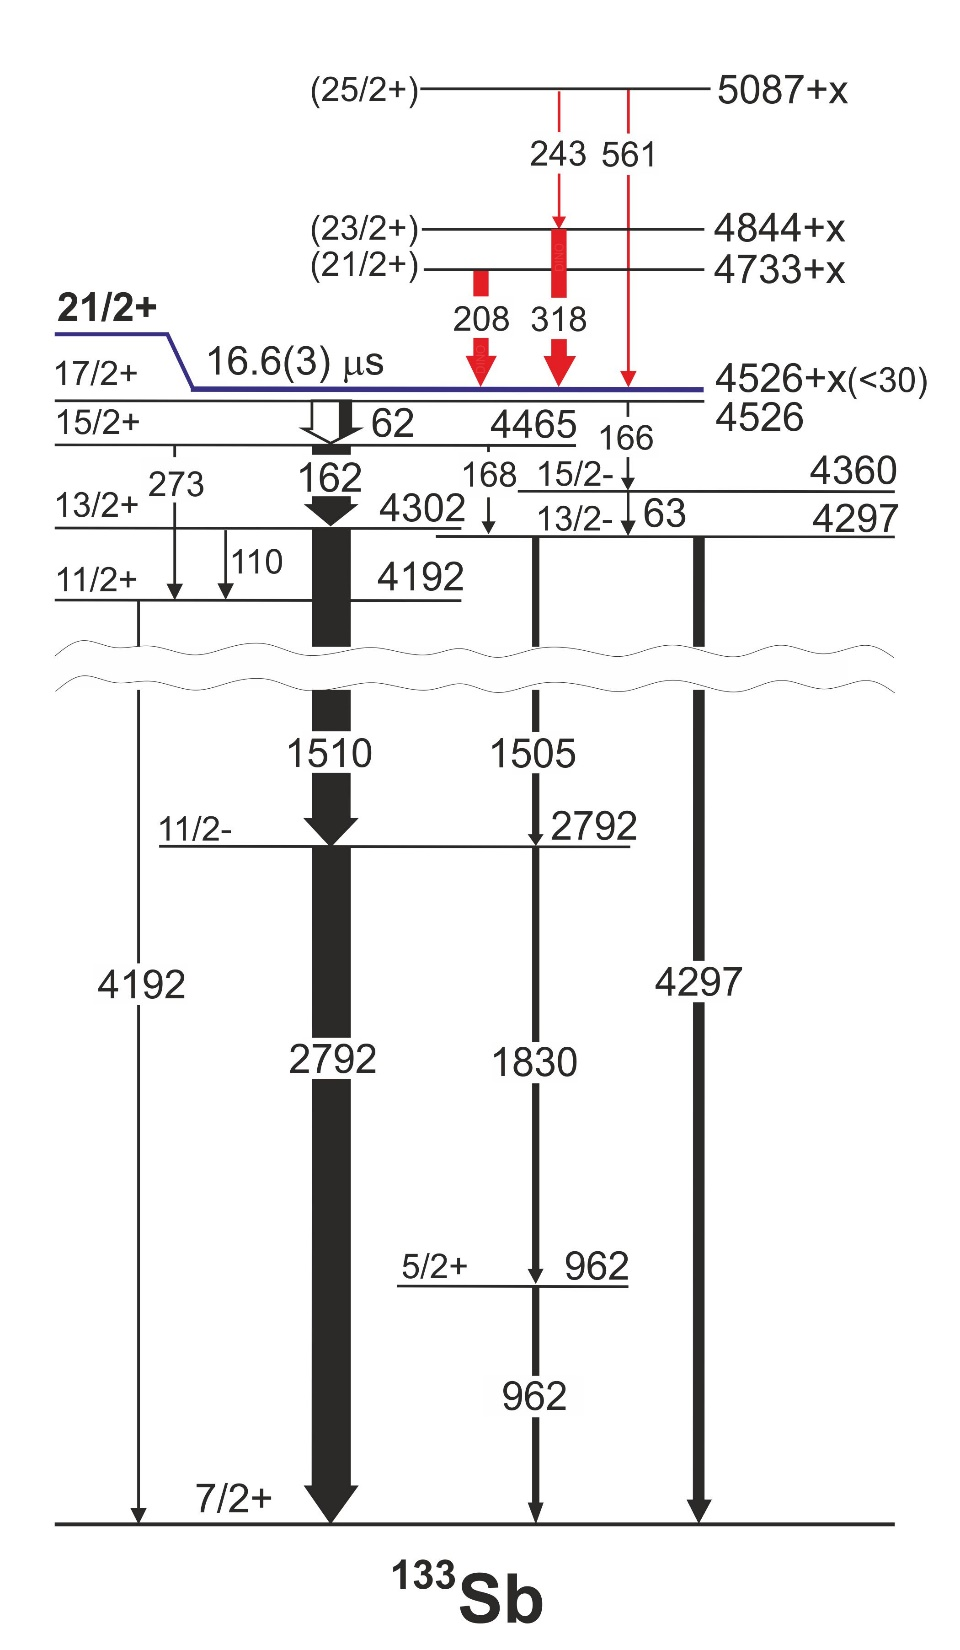 (25/2+) 5087+x
243 561
(23/2+) 4844+x
(21/2+) 4733+x
21/2+
208 318
16.6(3) μs
17/2+ 4526+x(<30)
4526
15/2+ 62 4465 166
273 162 168 15/2- 4360
13/2+ 4302 13/2- 63 4297
110
11/2+ 4192
1510 1505
11/2- 2792
4192 4297
2792 1830
5/2+ 962
962
7/2+
133Sb